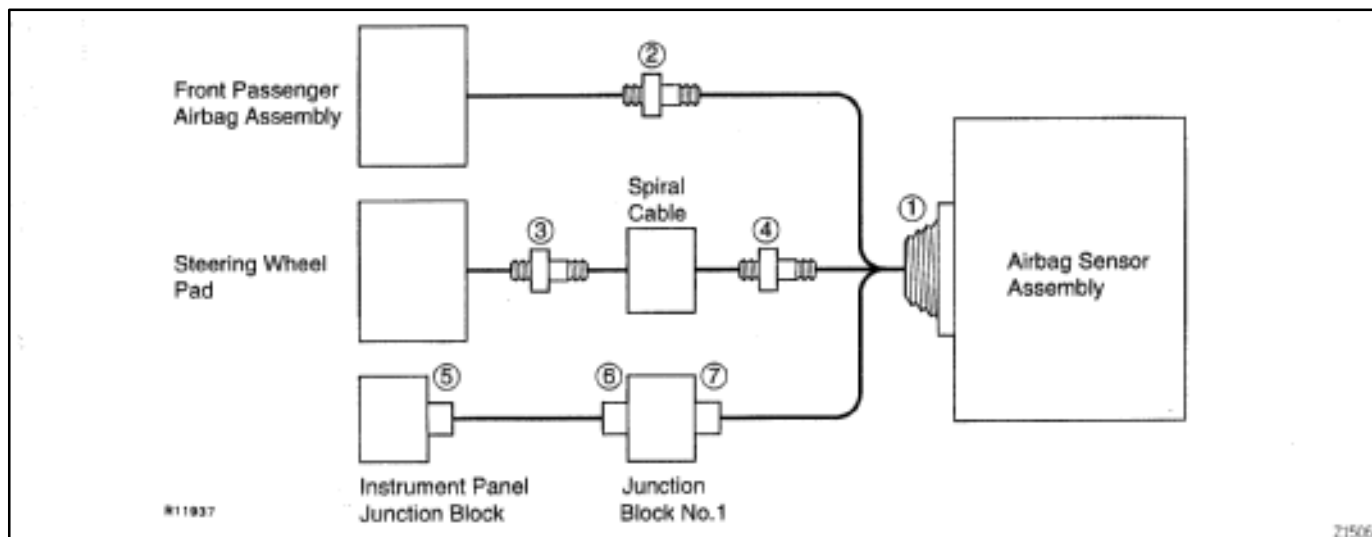 ②
Front Passenger
Airbag Assembly
Spiral
Cable
①
③
④
Steering Wheel
Pad
Airbag Sensor
Assembly
⑤
⑥
⑦
Instrument Panel
Junction Block
Junction
Block No.1
R11937
Z1506